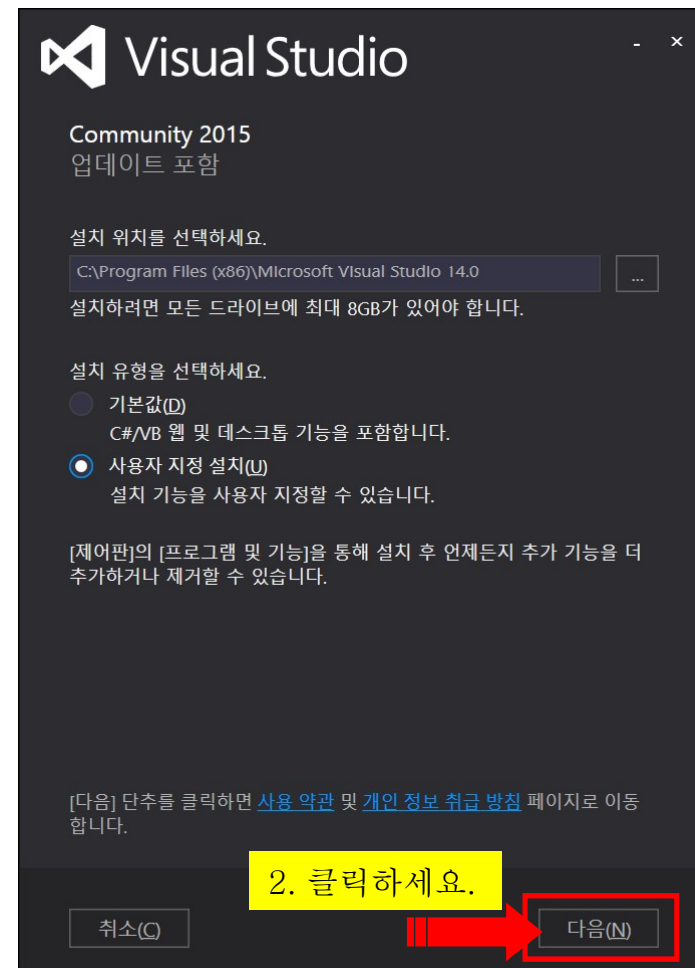 Visual Studio
Community 2015
업데이트 포함
설치 위치를 선택하세요.
C:\Program Files (x86)\Microsoft Visual Studio 14.0
...
설치하려면 모든 드라이브에 최대 8GB가 있어야 합니다.
설치 유형을 선택하세요.
기본값(D)
C#/VB 웹 및 데스크톱 기능을 포함합니다.
사용자 지정 설치(U)
설치 기능을 사용자 지정할 수 있습니다.
[제어판]의 [프로그램 및 기능]을 통해 설치 후 언제든지 추가 기능을 더
추가하거나 제거할 수 있습니다.
[다음] 단추를 클릭하면 사용 약관 및 개인 정보 취급 방침 페이지로 이동
합니다.
2. 클릭하세요.
취소(C)
다음(N)